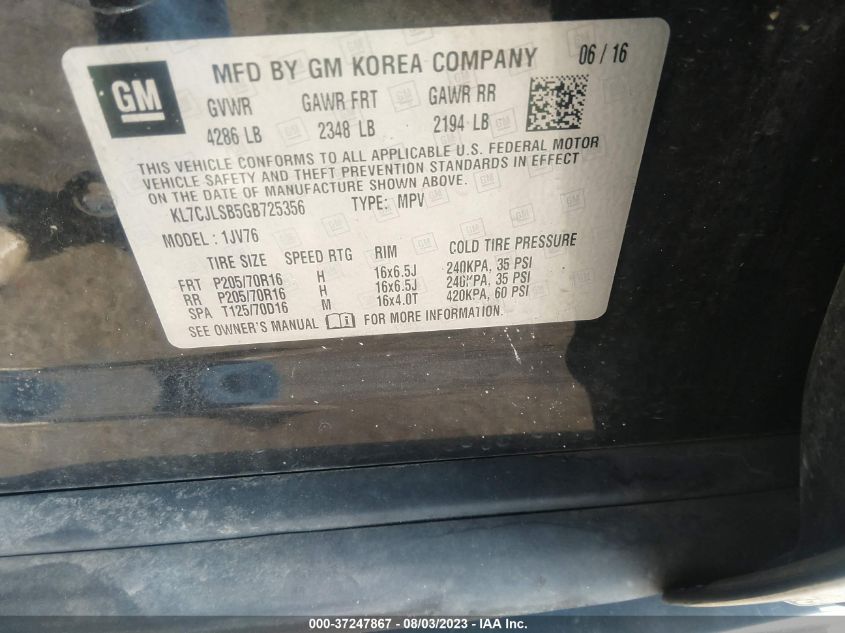 GM
MFD BY GM KOREA COMPANY 06 / 16
GVWR GAWR FRT GAWR RR
4286 LB 2348 LB 2194 LB
THIS VEHICLE CONFORMS TO ALL APPLICABLE U.S. FEDERAL MOTOR
VEHICLE SAFETY AND THEFT PREVENTION STANDARDS IN EFFECT
ON THE DATE OF MANUFACTURE SHOWN ABOVE.
KL7CJLSB5GB725356 TYPE: MPV
MODEL : 1JV76
TIRE SIZE SPEED RTG RIM COLD TIRE PRESSURE
FRT P205/70R16 H 16x6.5J 240KPA, 35 PSI
RR P205/70R16 H 16x6.5J 240KPA, 35 PSI
SPA T125/70D16 M 16x4.0T 420KPA, 60 PSI
SEE OWNER'S MANUAL FOR MORE INFORMATION.
000-37247867 - 08/03/2023 - IAA Inc.